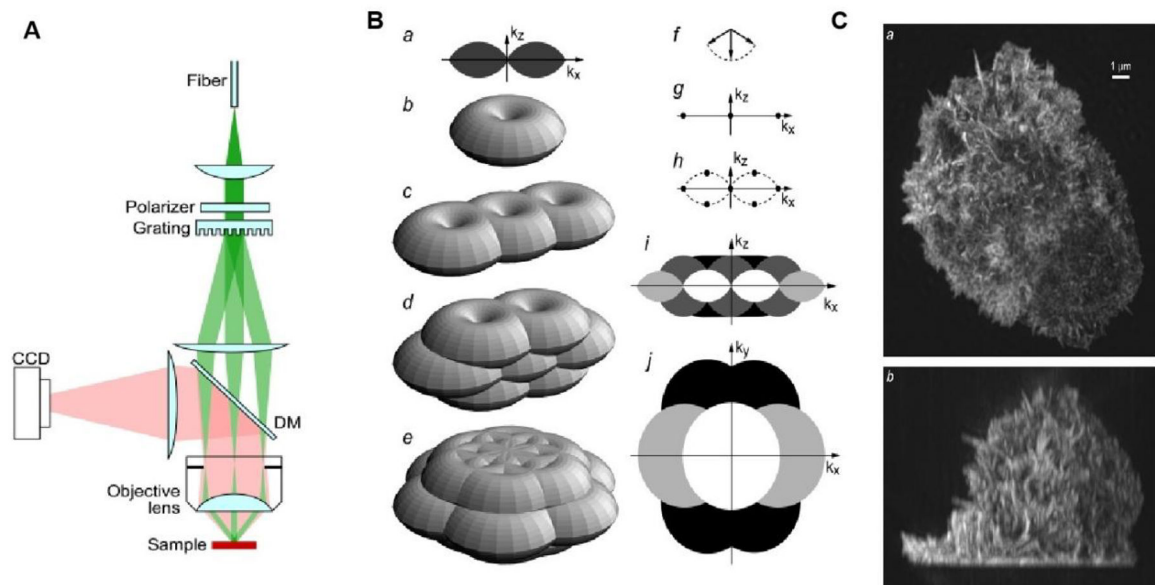 A
Fiber
Polarizer
Grating
CCD
DM
Objective
lens
Sample
B
a
kz
kx
b
c
d
e
f
g
kz
kx
h
kz
kx
i
kz
kx
j
ky
kx
C
a
1 μm
b